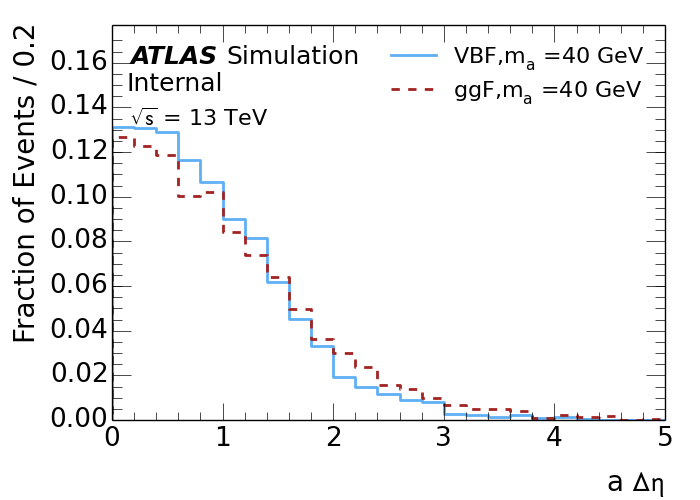 Fraction of Events / 0.2
0.16
0.14
0.12
0.10
0.08
0.06
0.04
0.02
0.00
ATLAS Simulation
Internal
√s = 13 TeV
VBF,mₐ =40 GeV
ggF,mₐ =40 GeV
0 1 2 3 4 5
a Δη